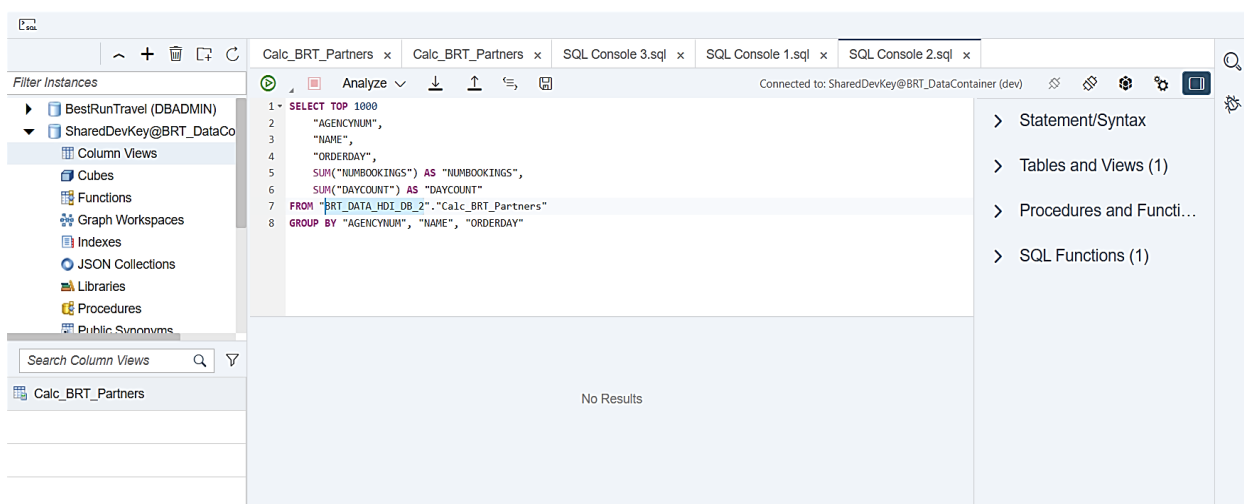 SQL
Calc_BRT_Partners × Calc_BRT_Partners × SQL Console 3.sql × SQL Console 1.sql × SQL Console 2.sql ×
Filter Instances
Analyze
Connected to: SharedDevKey@BRT_DataContainer (dev)
BestRunTravel (DBADMIN)
SharedDevKey@BRT_DataCo
Column Views
Cubes
Functions
Graph Workspaces
Indexes
JSON Collections
Libraries
Procedures
Public Synonyms
1 SELECT TOP 1000
2 "AGENCYNUM",
3 "NAME",
4 "ORDERDAY",
5 SUM("NUMBOOKINGS") AS "NUMBOOKINGS",
6 SUM("DAYCOUNT") AS "DAYCOUNT"
7 FROM "BRT_DATA_HDI_DB_2"."Calc_BRT_Partners"
8 GROUP BY "AGENCYNUM", "NAME", "ORDERDAY"
Statement/Syntax
Tables and Views (1)
Procedures and Functi...
SQL Functions (1)
Search Column Views
Calc_BRT_Partners
No Results